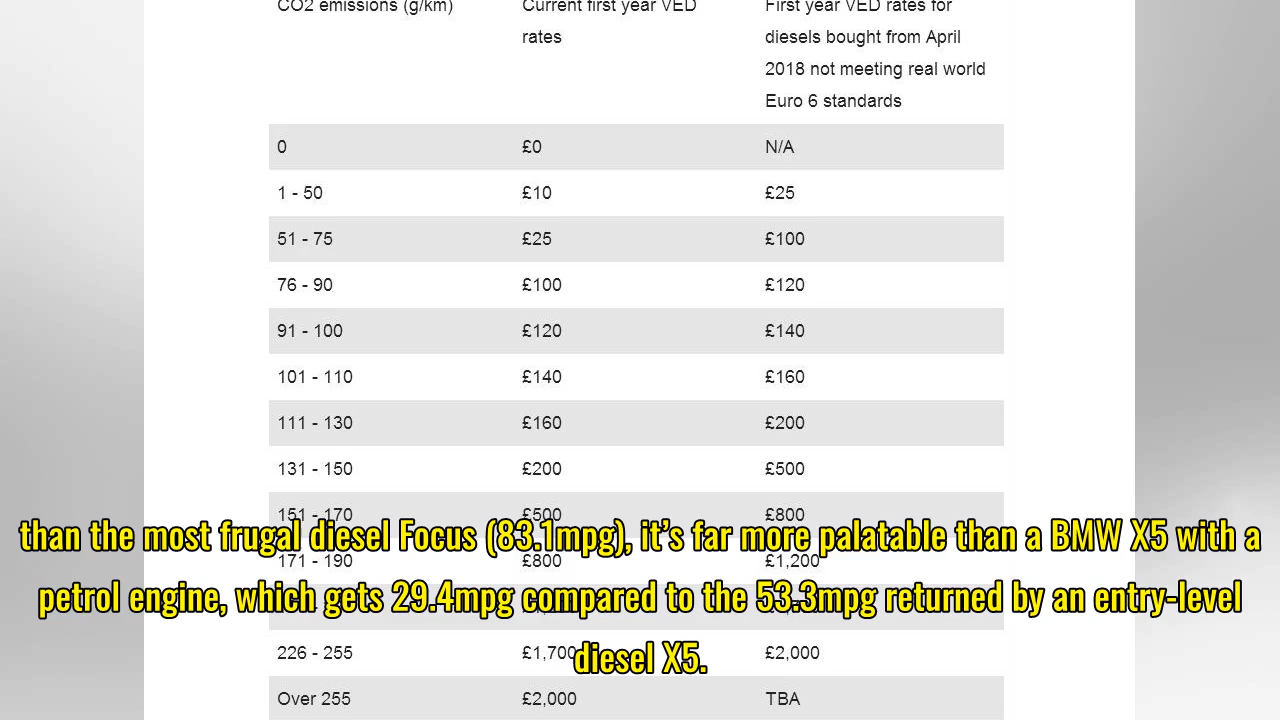 CO2 emissions (g/km) Current first year VED First year VED rates for
rates diesels bought from April
2018 not meeting real world
Euro 6 standards
0 £0 N/A
1 - 50 £10 £25
51 - 75 £25 £100
76 - 90 £100 £120
91 - 100 £120 £140
101 - 110 £140 £160
111 - 130 £160 £200
131 - 150 £200 £500
151 - 170 £500 £800
than the most frugal diesel Focus (83.1mpg), it’s far more palatable than a BMW X5 with a
171 - 190 £800 £1,200
petrol engine, which gets 29.4mpg compared to the 53.3mpg returned by an entry-level
226 - 255 £1,700 £2,000
diesel X5.
Over 255 £2,000 TBA